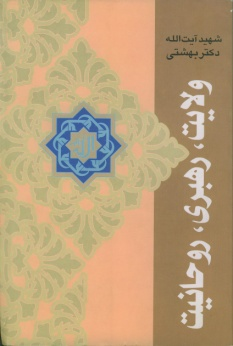 شهید آیت‌الله
دکتر بهشتی
ولایت، رهبری، روحانیت